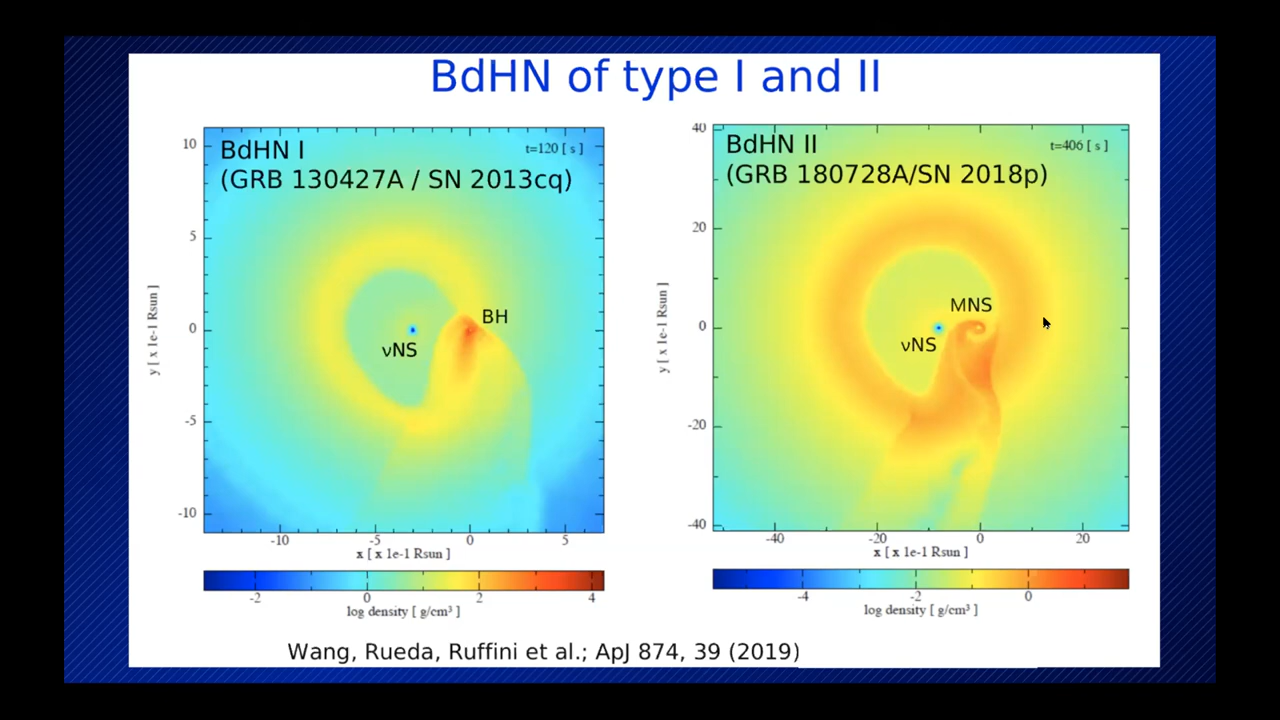 BdHN of type I and II
BdHN I
(GRB 130427A / SN 2013cq)
t=120 [ s ]
BH
νNS
10
5
0
-5
-10
y [ x 1e-1 Rsun ]
-10
-5
0
5
x [ x 1e-1 Rsun ]
-2
0
2
4
log density [ g/cm³ ]
BdHN II
(GRB 180728A/SN 2018p)
t=406 [ s ]
MNS
νNS
40
20
0
-20
-40
y [ x 1e-1 Rsun ]
-40
-20
0
20
x [ x 1e-1 Rsun ]
-4
-2
0
log density [ g/cm³ ]
Wang, Rueda, Ruffini et al.; ApJ 874, 39 (2019)